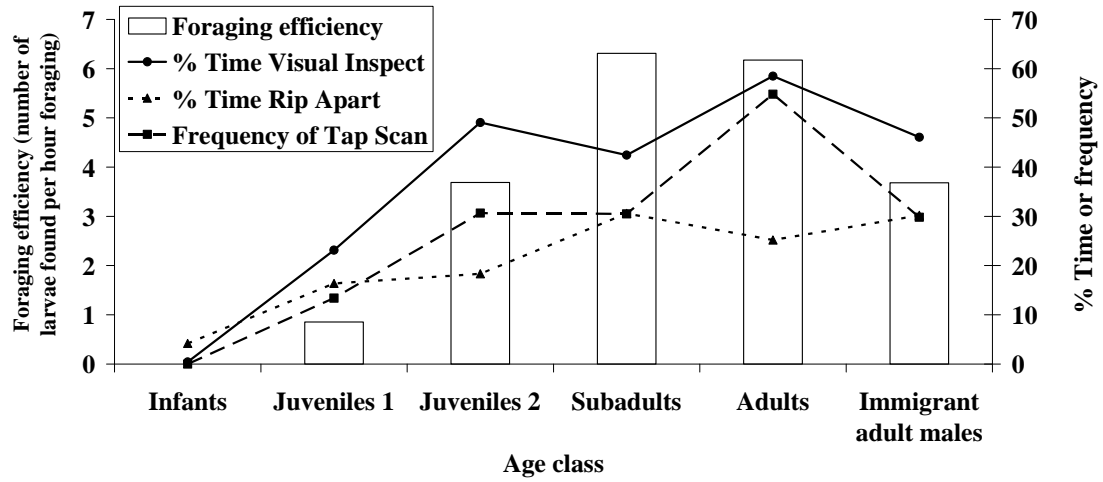 Foraging efficiency (number of
larvae found per hour foraging)
7
6
5
4
3
2
1
0
Foraging efficiency
% Time Visual Inspect
% Time Rip Apart
Frequency of Tap Scan
70
60
50
40
30
20
10
0
% Time or frequency
Infants
Juveniles 1
Juveniles 2
Subadults
Adults
Immigrant
adult males
Age class